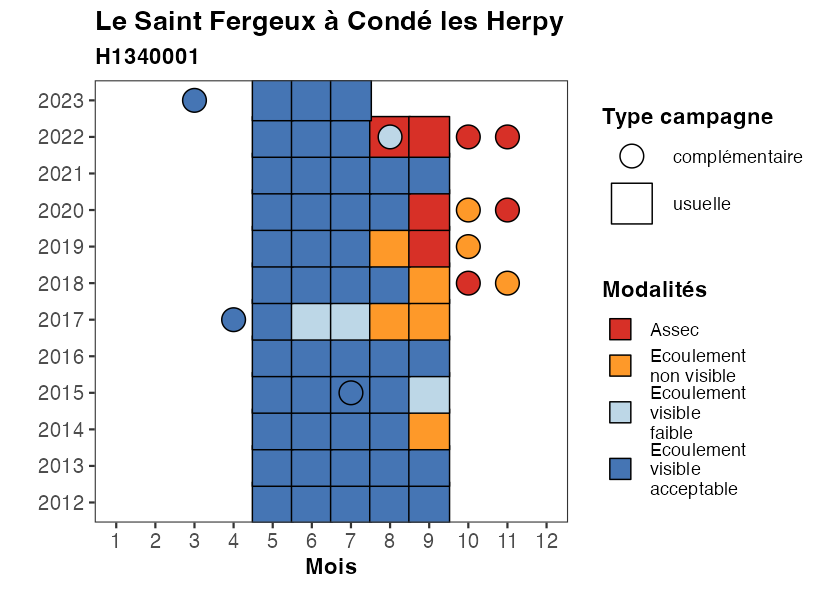 Le Saint Fergeux à Condé les Herpy
H1340001
2023
2022
2021
2020
2019
2018
2017
2016
2015
2014
2013
2012
1 2 3 4 5 6 7 8 9 10 11 12
Mois
Type campagne
complémentaire
usuelle
Modalités
Assec
Ecoulement
non visible
Ecoulement
visible
faible
Ecoulement
visible
acceptable